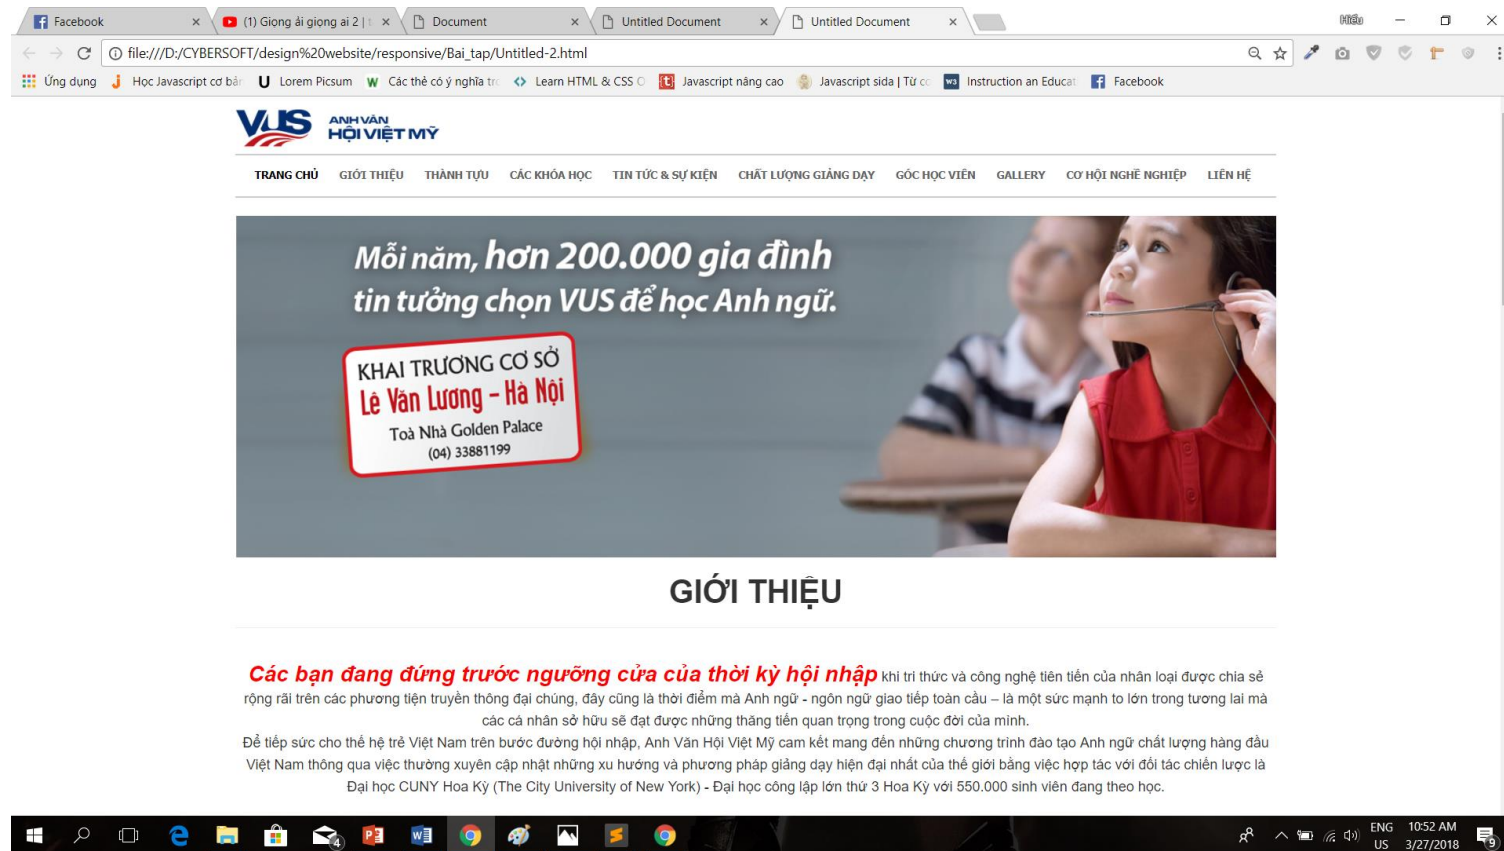 Facebook
(1) Giọng ải giọng ai 2 | t
Document
Untitled Document
Untitled Document
Hiếu
file:///D:/CYBERSOFT/design%20website/responsive/Bai_tap/Untitled-2.html
Ứng dụng
Học Javascript cơ bản
Lorem Picsum
Các thẻ có ý nghĩa tro
Learn HTML & CSS O
Javascript nâng cao
Javascript sida | Từ cơ
Instruction an Educat
Facebook
VUS ANH VĂN
HỘI VIỆT MỸ
TRANG CHỦ GIỚI THIỆU THÀNH TỰU CÁC KHÓA HỌC TIN TỨC & SỰ KIỆN CHẤT LƯỢNG GIẢNG DẠY GÓC HỌC VIÊN GALLERY CƠ HỘI NGHỀ NGHIỆP LIÊN HỆ
Mỗi năm, hơn 200.000 gia đình
tin tưởng chọn VUS để học Anh ngữ.
KHAI TRƯƠNG CƠ SỞ
Lê Văn Lương – Hà Nội
Toà Nhà Golden Palace
(04) 33881199
GIỚI THIỆU
Các bạn đang đứng trước ngưỡng cửa của thời kỳ hội nhập khi tri thức và công nghệ tiên tiến của nhân loại được chia sẻ
rộng rãi trên các phương tiện truyền thông đại chúng, đây cũng là thời điểm mà Anh ngữ - ngôn ngữ giao tiếp toàn cầu – là một sức mạnh to lớn trong tương lai mà
các cá nhân sở hữu sẽ đạt được những thăng tiến quan trọng trong cuộc đời của mình.
Để tiếp sức cho thế hệ trẻ Việt Nam trên bước đường hội nhập, Anh Văn Hội Việt Mỹ cam kết mang đến những chương trình đào tạo Anh ngữ chất lượng hàng đầu
Việt Nam thông qua việc thường xuyên cập nhật những xu hướng và phương pháp giảng dạy hiện đại nhất của thế giới bằng việc hợp tác với đối tác chiến lược là
Đại học CUNY Hoa Kỳ (The City University of New York) - Đại học công lập lớn thứ 3 Hoa Kỳ với 550.000 sinh viên đang theo học.
4
ENG
US
10:52 AM
3/27/2018
9